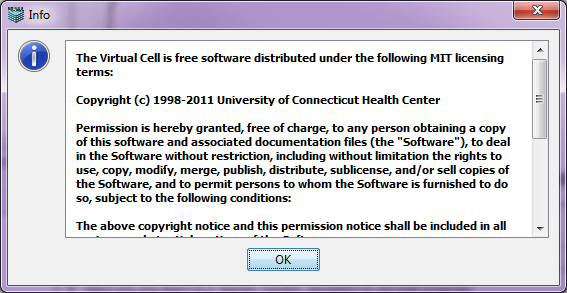 Info
The Virtual Cell is free software distributed under the following MIT licensing
terms:
Copyright (c) 1998-2011 University of Connecticut Health Center
Permission is hereby granted, free of charge, to any person obtaining a copy
of this software and associated documentation files (the "Software"), to deal
in the Software without restriction, including without limitation the rights to
use, copy, modify, merge, publish, distribute, sublicense, and/or sell copies of
the Software, and to permit persons to whom the Software is furnished to do
so, subject to the following conditions:
The above copyright notice and this permission notice shall be included in all
OK